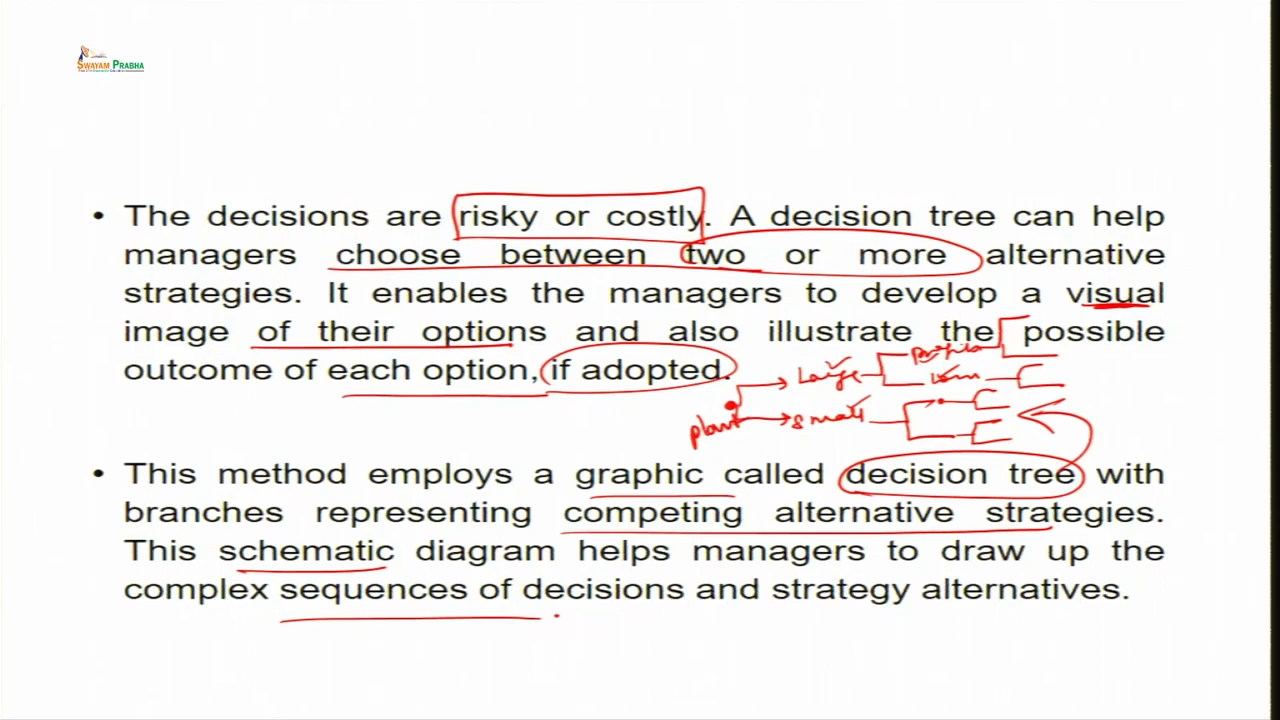 SWAYAM PRABHA
• The decisions are risky or costly. A decision tree can help
managers choose between two or more alternative
strategies. It enables the managers to develop a visual
image of their options and also illustrate the possible
outcome of each option, if adopted.
Large
plant
small
• This method employs a graphic called decision tree with
branches representing competing alternative strategies.
This schematic diagram helps managers to draw up the
complex sequences of decisions and strategy alternatives.